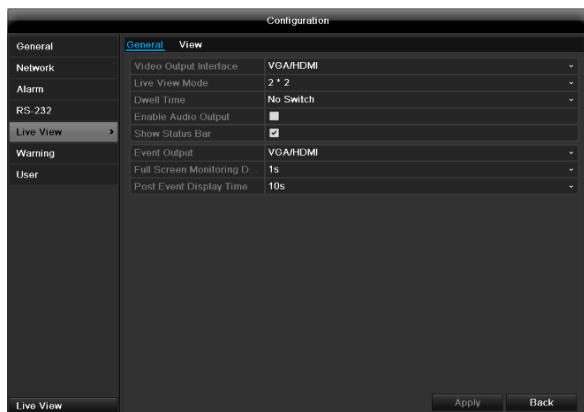 Configuration
General
Network
Alarm
RS-232
Live View
Warning
User
Live View
General View
Video Output Interface VGA/HDMI
Live View Mode 2 * 2
Dwell Time No Switch
Enable Audio Output
Show Status Bar
Event Output VGA/HDMI
Full Screen Monitoring D... 1s
Post Event Display Time 10s
Apply Back